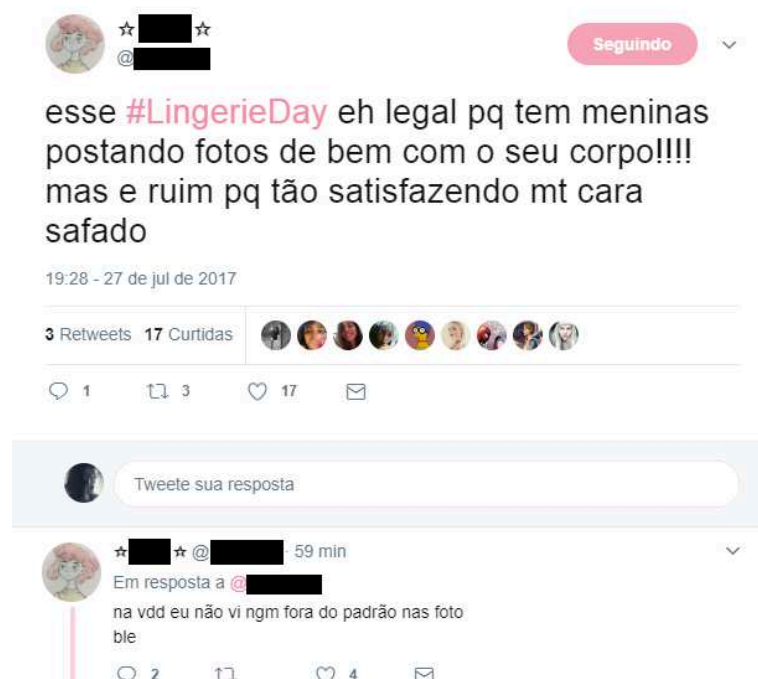 ☆ ☆
@
Seguindo
esse #LingerieDay eh legal pq tem meninas
postando fotos de bem com o seu corpo!!!!
mas e ruim pq tão satisfazendo mt cara
safado
19:28 - 27 de jul de 2017
3 Retweets 17 Curtidas
1 3 17
Tweete sua resposta
☆ ☆ @ · 59 min
Em resposta a @
na vdd eu não vi ngm fora do padrão nas foto
ble
2 4